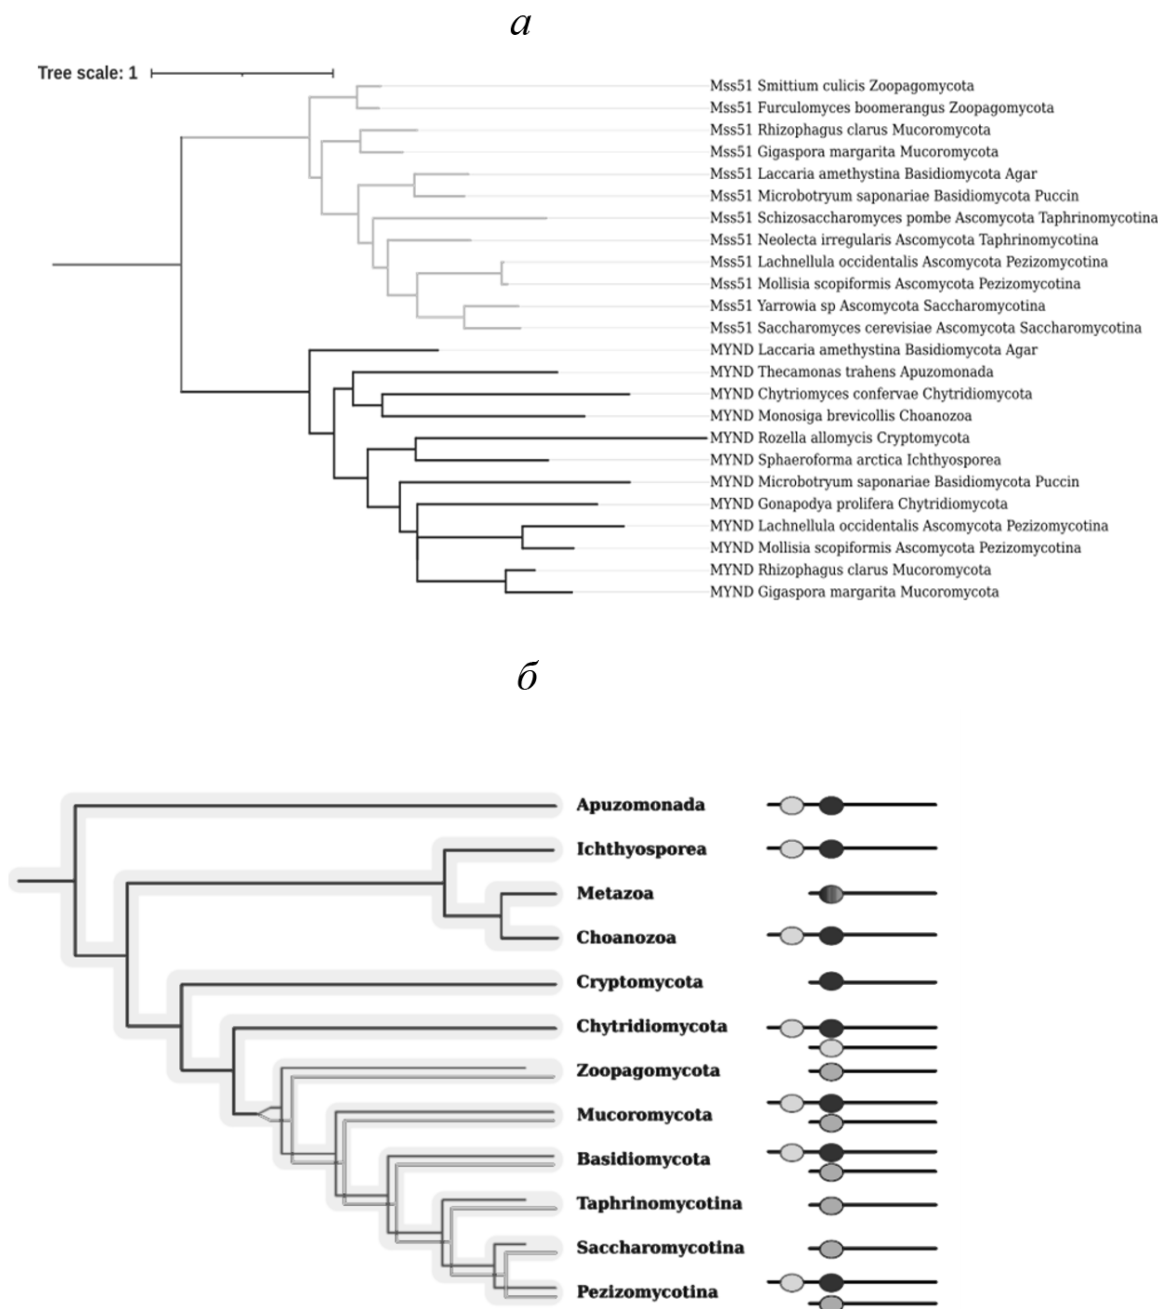 а
Tree scale: 1
Mss51 Smittium culicis Zoopagomycota
Mss51 Furculomyces boomerangus Zoopagomycota
Mss51 Rhizophagus clarus Mucoromycota
Mss51 Gigaspora margarita Mucoromycota
Mss51 Laccaria amethystina Basidiomycota Agar
Mss51 Microbotryum saponariae Basidiomycota Puccin
Mss51 Schizosaccharomyces pombe Ascomycota Taphrinomycotina
Mss51 Neolecta irregularis Ascomycota Taphrinomycotina
Mss51 Lachnellula occidentalis Ascomycota Pezizomycotina
Mss51 Mollisia scopiformis Ascomycota Pezizomycotina
Mss51 Yarrowia sp Ascomycota Saccharomycotina
Mss51 Saccharomyces cerevisiae Ascomycota Saccharomycotina
MYND Laccaria amethystina Basidiomycota Agar
MYND Thecamonas trahens Apuzomonada
MYND Chytriomyces confervae Chytridiomycota
MYND Monosiga brevicollis Choanozoa
MYND Rozella allomycis Cryptomycota
MYND Sphaeroforma arctica Ichthyosporea
MYND Microbotryum saponariae Basidiomycota Puccin
MYND Gonapodya prolifera Chytridiomycota
MYND Lachnellula occidentalis Ascomycota Pezizomycotina
MYND Mollisia scopiformis Ascomycota Pezizomycotina
MYND Rhizophagus clarus Mucoromycota
MYND Gigaspora margarita Mucoromycota
б
Apuzomonada
Ichthyosporea
Metazoa
Choanozoa
Cryptomycota
Chytridiomycota
Zoopagomycota
Mucoromycota
Basidiomycota
Taphrinomycotina
Saccharomycotina
Pezizomycotina